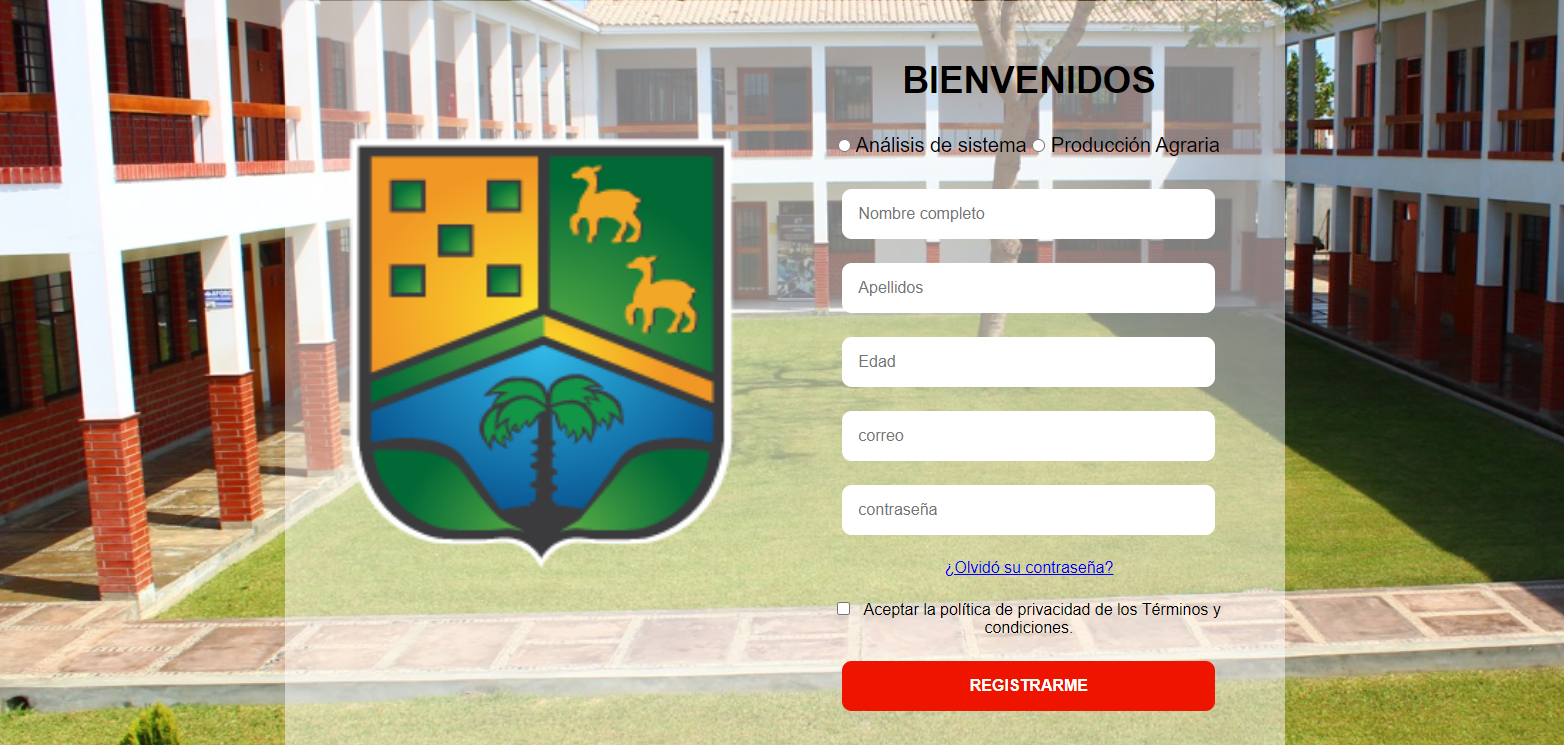 BIENVENIDOS
Análisis de sistema Producción Agraria
Nombre completo
Apellidos
Edad
correo
contraseña
¿Olvidó su contraseña?
Aceptar la política de privacidad de los Términos y
condiciones.
REGISTRARME